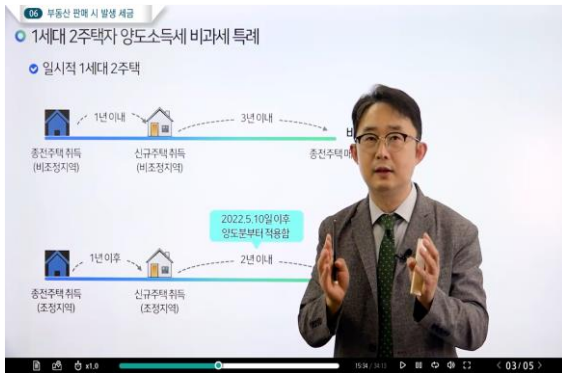 06 부동산 판매 시 발생 세금
1세대 2주택자 양도소득세 비과세 특례
일시적 1세대 2주택
1년 이내
3년 이내
종전주택 취득
(비조정지역)
신규주택 취득
(비조정지역)
종전주택
2022.5.10일 이후
양도분부터 적용함
1년 이후
2년 이내
종전주택 취득
(조정지역)
신규주택 취득
(조정지역)
x1.0
03/05